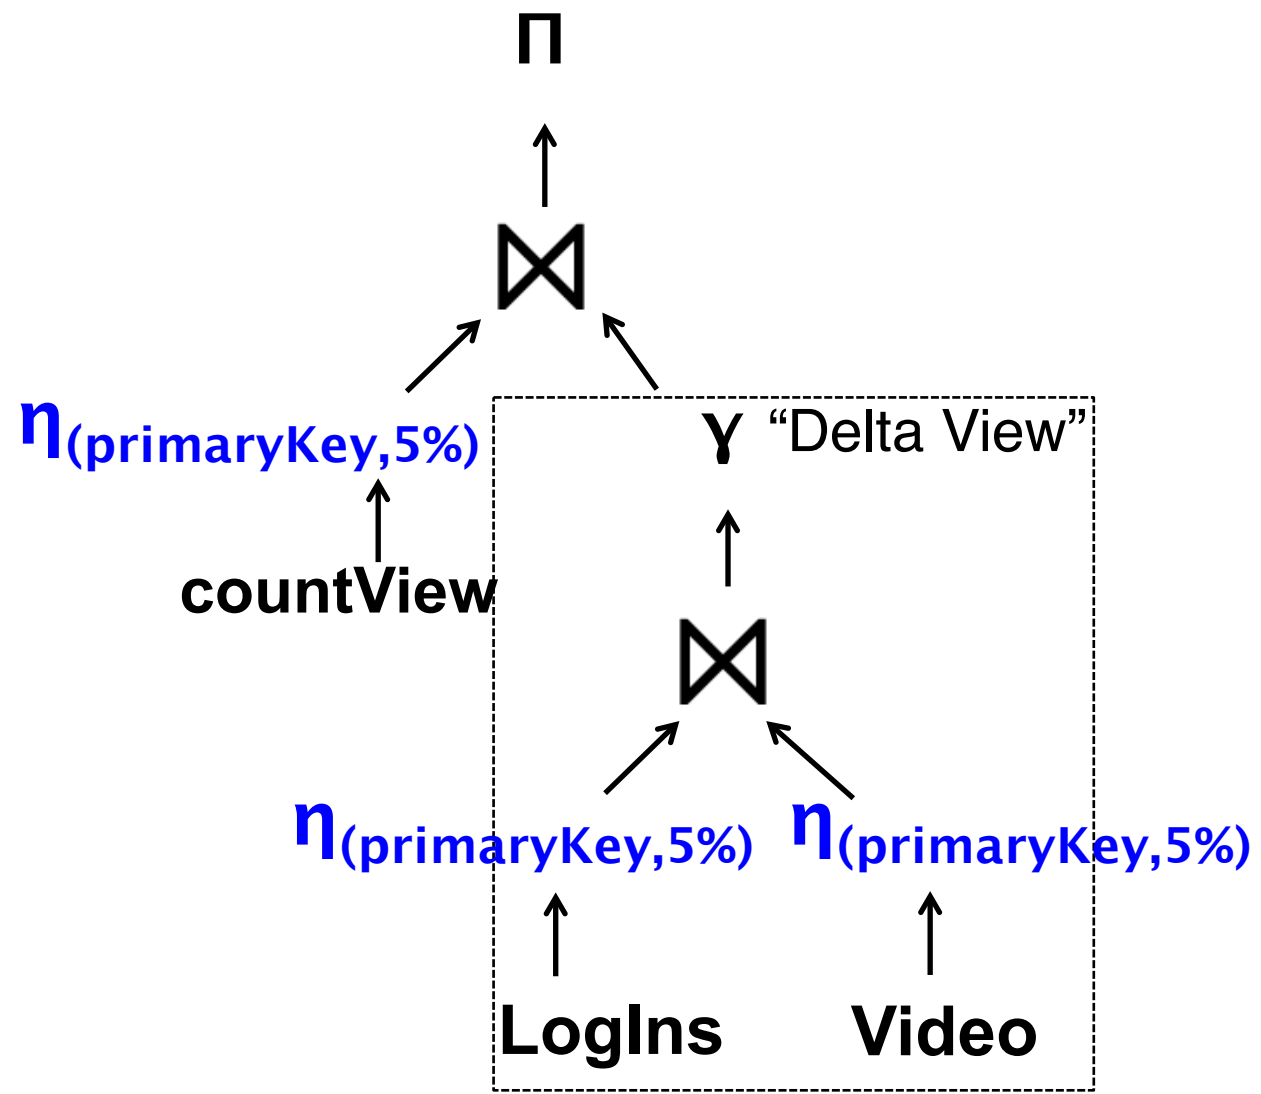 Π
⋈
η(primaryKey,5%)
γ “Delta View”
countView
⋈
η(primaryKey,5%) η(primaryKey,5%)
LogIns Video